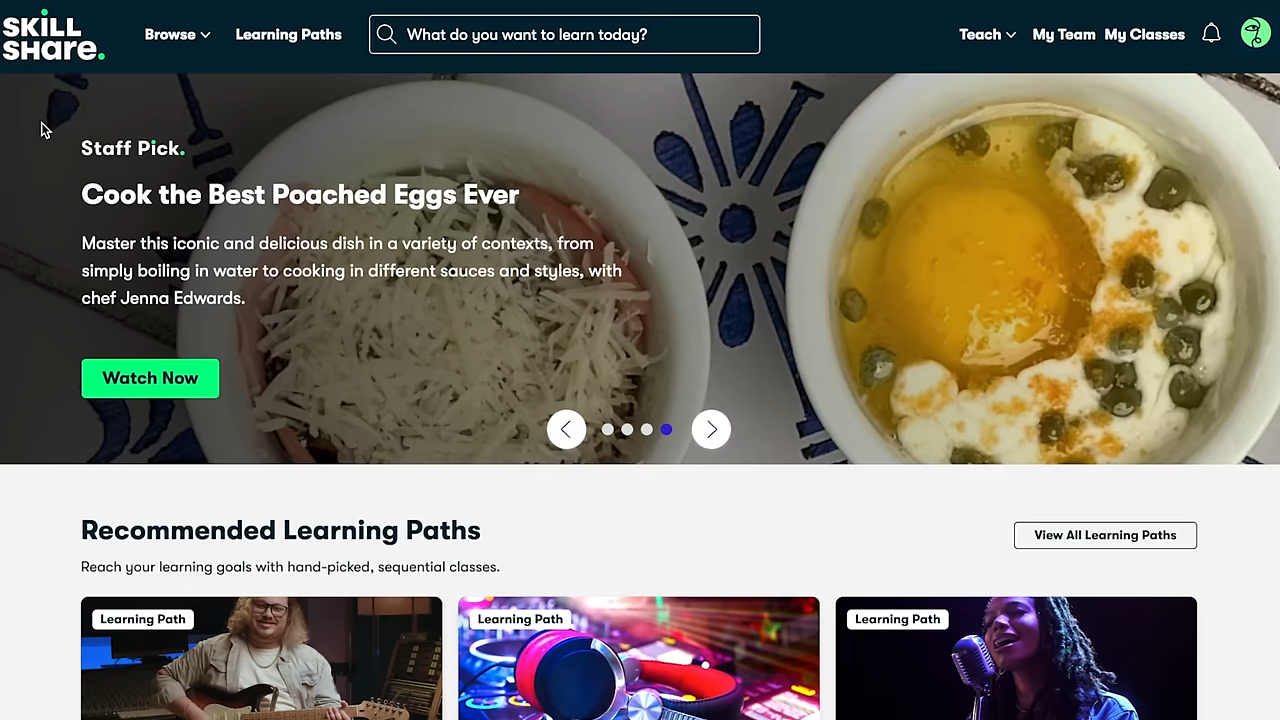 SKILL
SHARE.
Browse
Learning Paths
What do you want to learn today?
Teach
My Team
My Classes
Staff Pick.
Cook the Best Poached Eggs Ever
Master this iconic and delicious dish in a variety of contexts, from
simply boiling in water to cooking in different sauces and styles, with
chef Jenna Edwards.
Watch Now
Recommended Learning Paths
View All Learning Paths
Reach your learning goals with hand-picked, sequential classes.
Learning Path
Learning Path
Learning Path